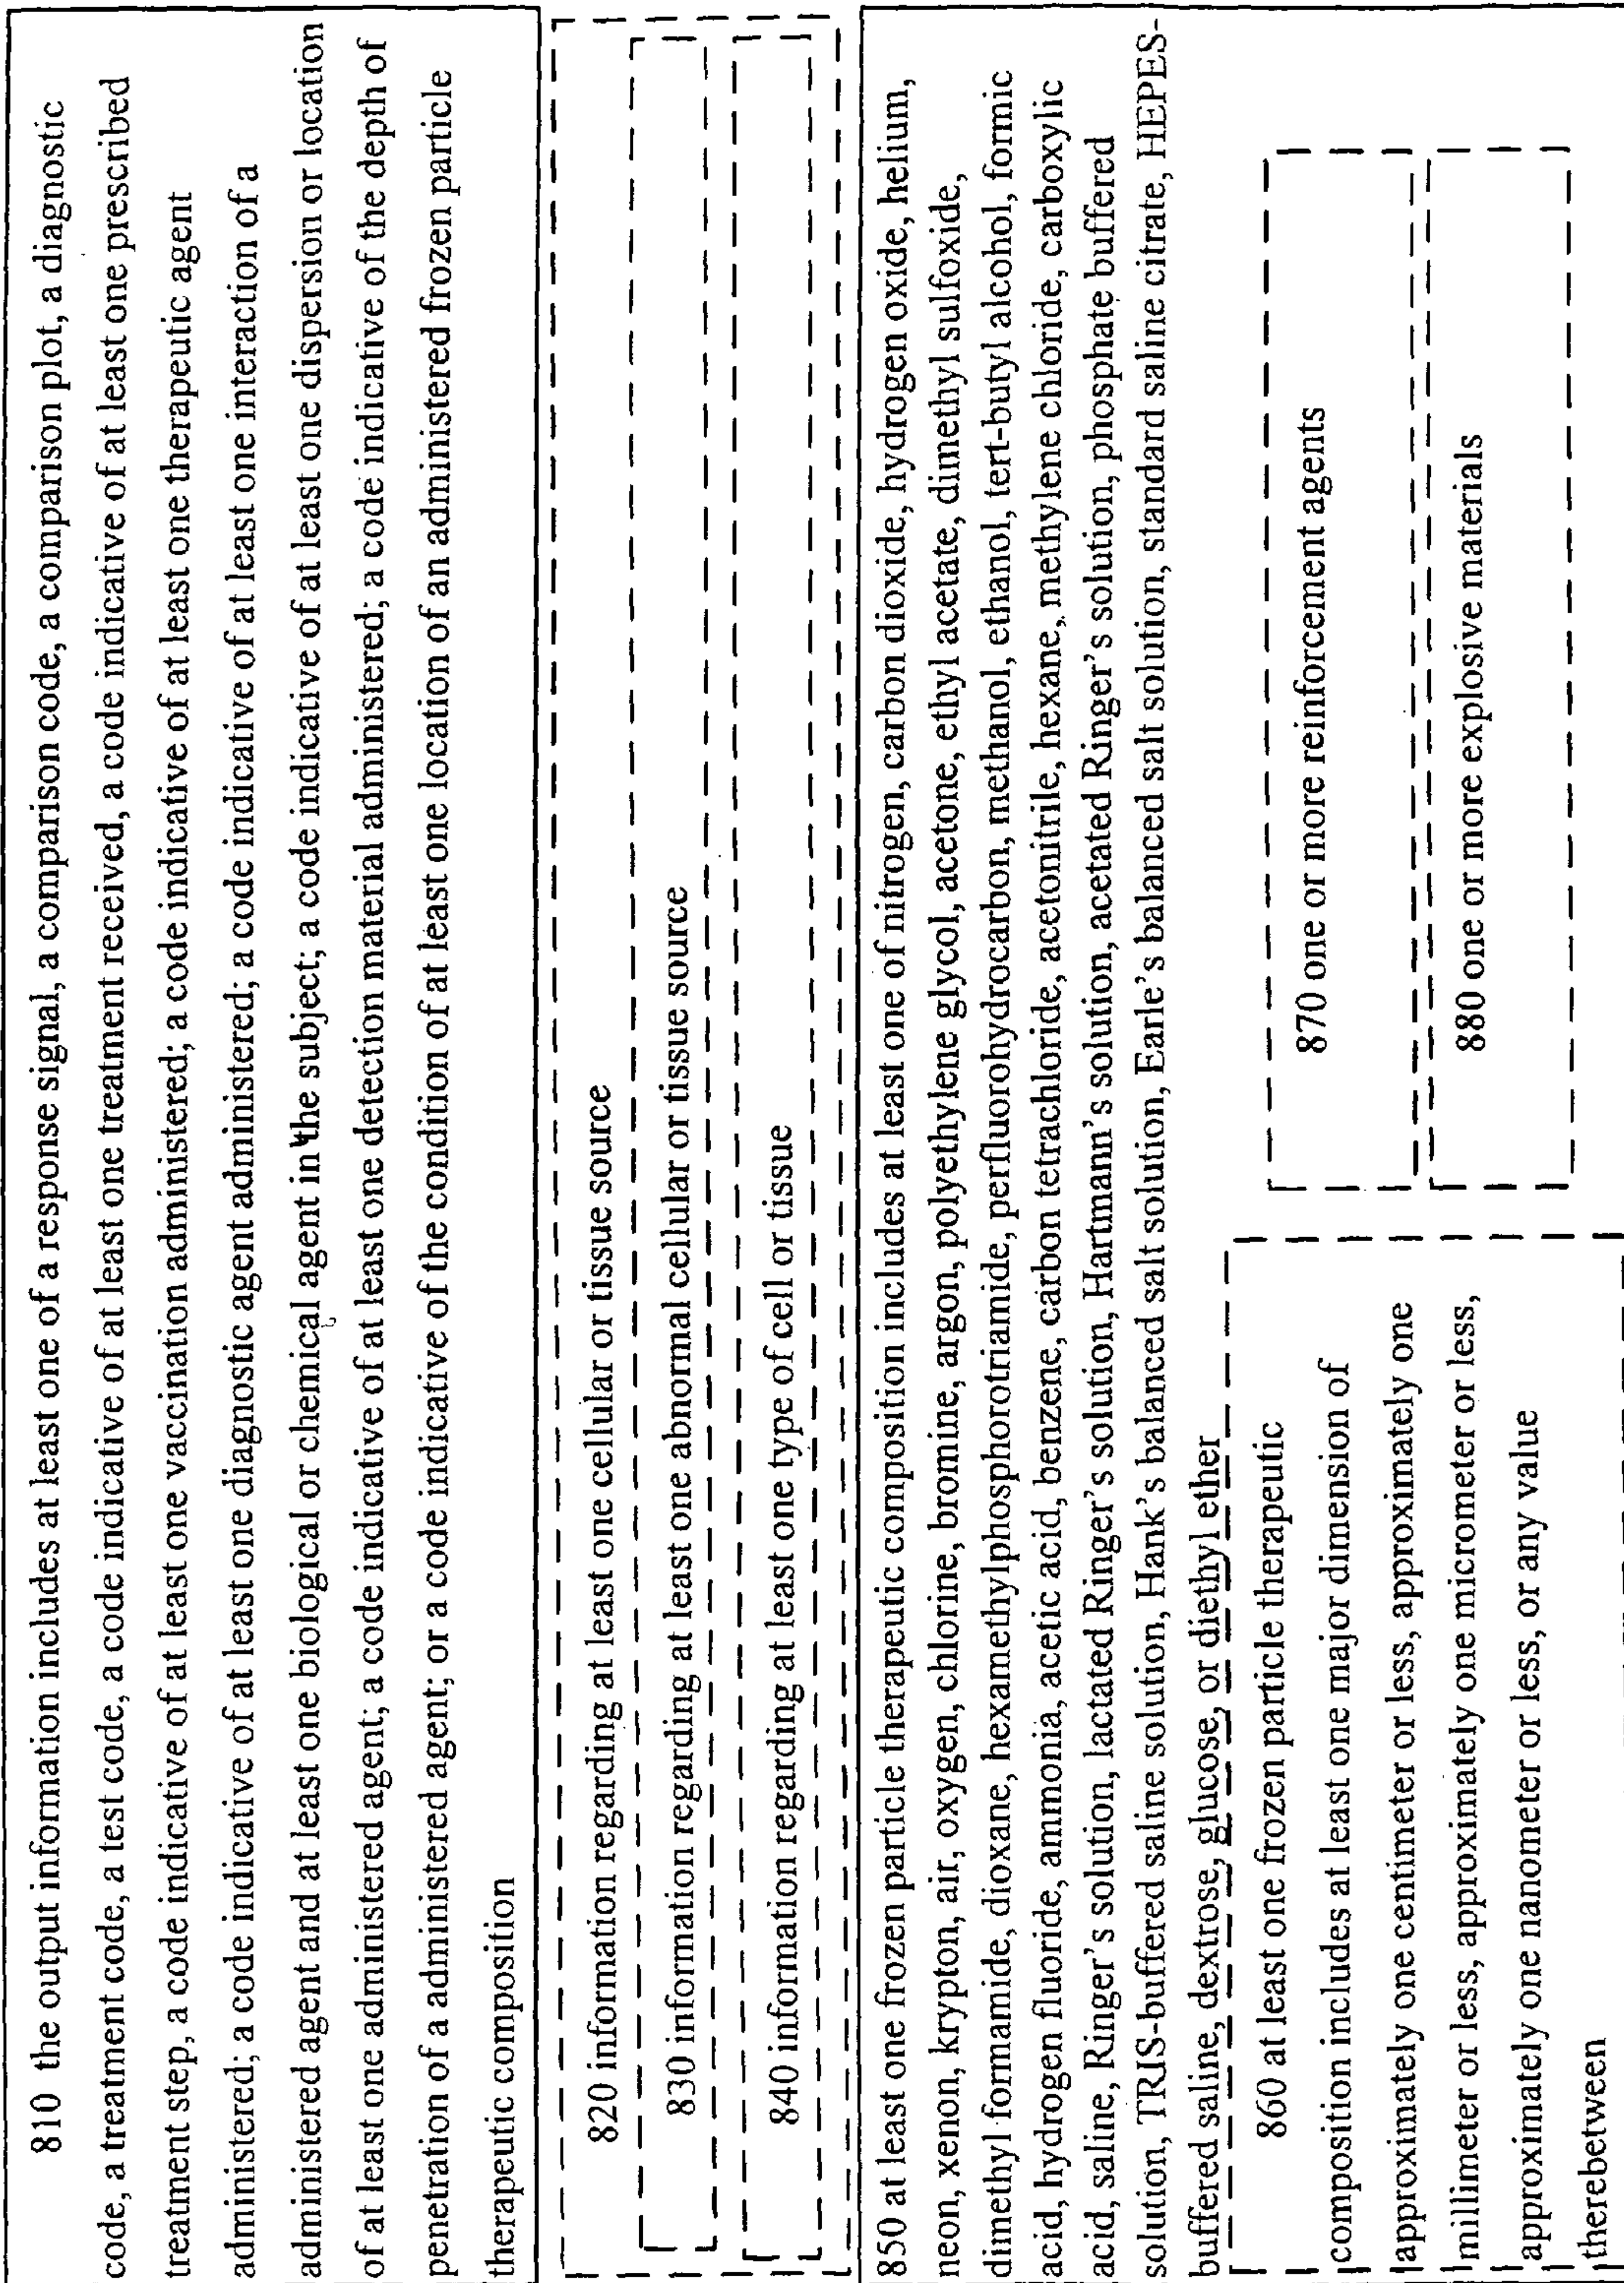 810 the output information includes at least one of a response signal, a comparison code, a comparison plot, a diagnostic
code, a treatment code, a test code, a code indicative of at least one treatment received, a code indicative of at least one prescribed
treatment step, a code indicative of at least one vaccination administered; a code indicative of at least one therapeutic agent
administered; a code indicative of at least one diagnostic agent administered; a code indicative of at least one interaction of a
administered agent and at least one biological or chemical agent in the subject; a code indicative of at least one dispersion or location
of at least one administered agent; a code indicative of at least one detection material administered; a code indicative of the depth of
penetration of a administered agent; or a code indicative of the condition of at least one location of an administered frozen particle
therapeutic composition
820 information regarding at least one cellular or tissue source
830 information regarding at least one abnormal cellular or tissue source
840 information regarding at least one type of cell or tissue
850 at least one frozen particle therapeutic composition includes at least one of nitrogen, carbon dioxide, hydrogen oxide, helium,
neon, xenon, krypton, air, oxygen, chlorine, bromine, argon, polyethylene glycol, acetone, ethyl acetate, dimethyl sulfoxide,
dimethyl formamide, dioxane, hexamethylphosphorotriamide, perfluorohydrocarbon, methanol, ethanol, tert-butyl alcohol, formic
acid, hydrogen fluoride, ammonia, acetic acid, benzene, carbon tetrachloride, acetonitrile, hexane, methylene chloride, carboxylic
acid, saline, Ringer's solution, lactated Ringer's solution, Hartmann's solution, acetated Ringer's solution, phosphate buffered
solution, TRIS-buffered saline solution, Hank's balanced salt solution, Earle's balanced salt solution, standard saline citrate, HEPES-
buffered saline, dextrose, glucose, or diethyl ether
860 at least one frozen particle therapeutic
composition includes at least one major dimension of
approximately one centimeter or less, approximately one
millimeter or less, approximately one micrometer or less,
approximately one nanometer or less, or any value
therebetween
870 one or more reinforcement agents
880 one or more explosive materials